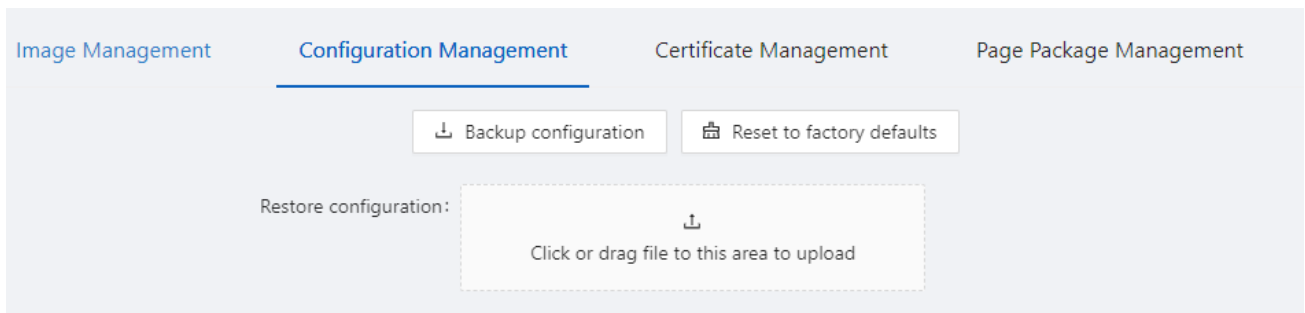 Image Management Configuration Management Certificate Management Page Package Management
Backup configuration Reset to factory defaults
Restore configuration:
Click or drag file to this area to upload